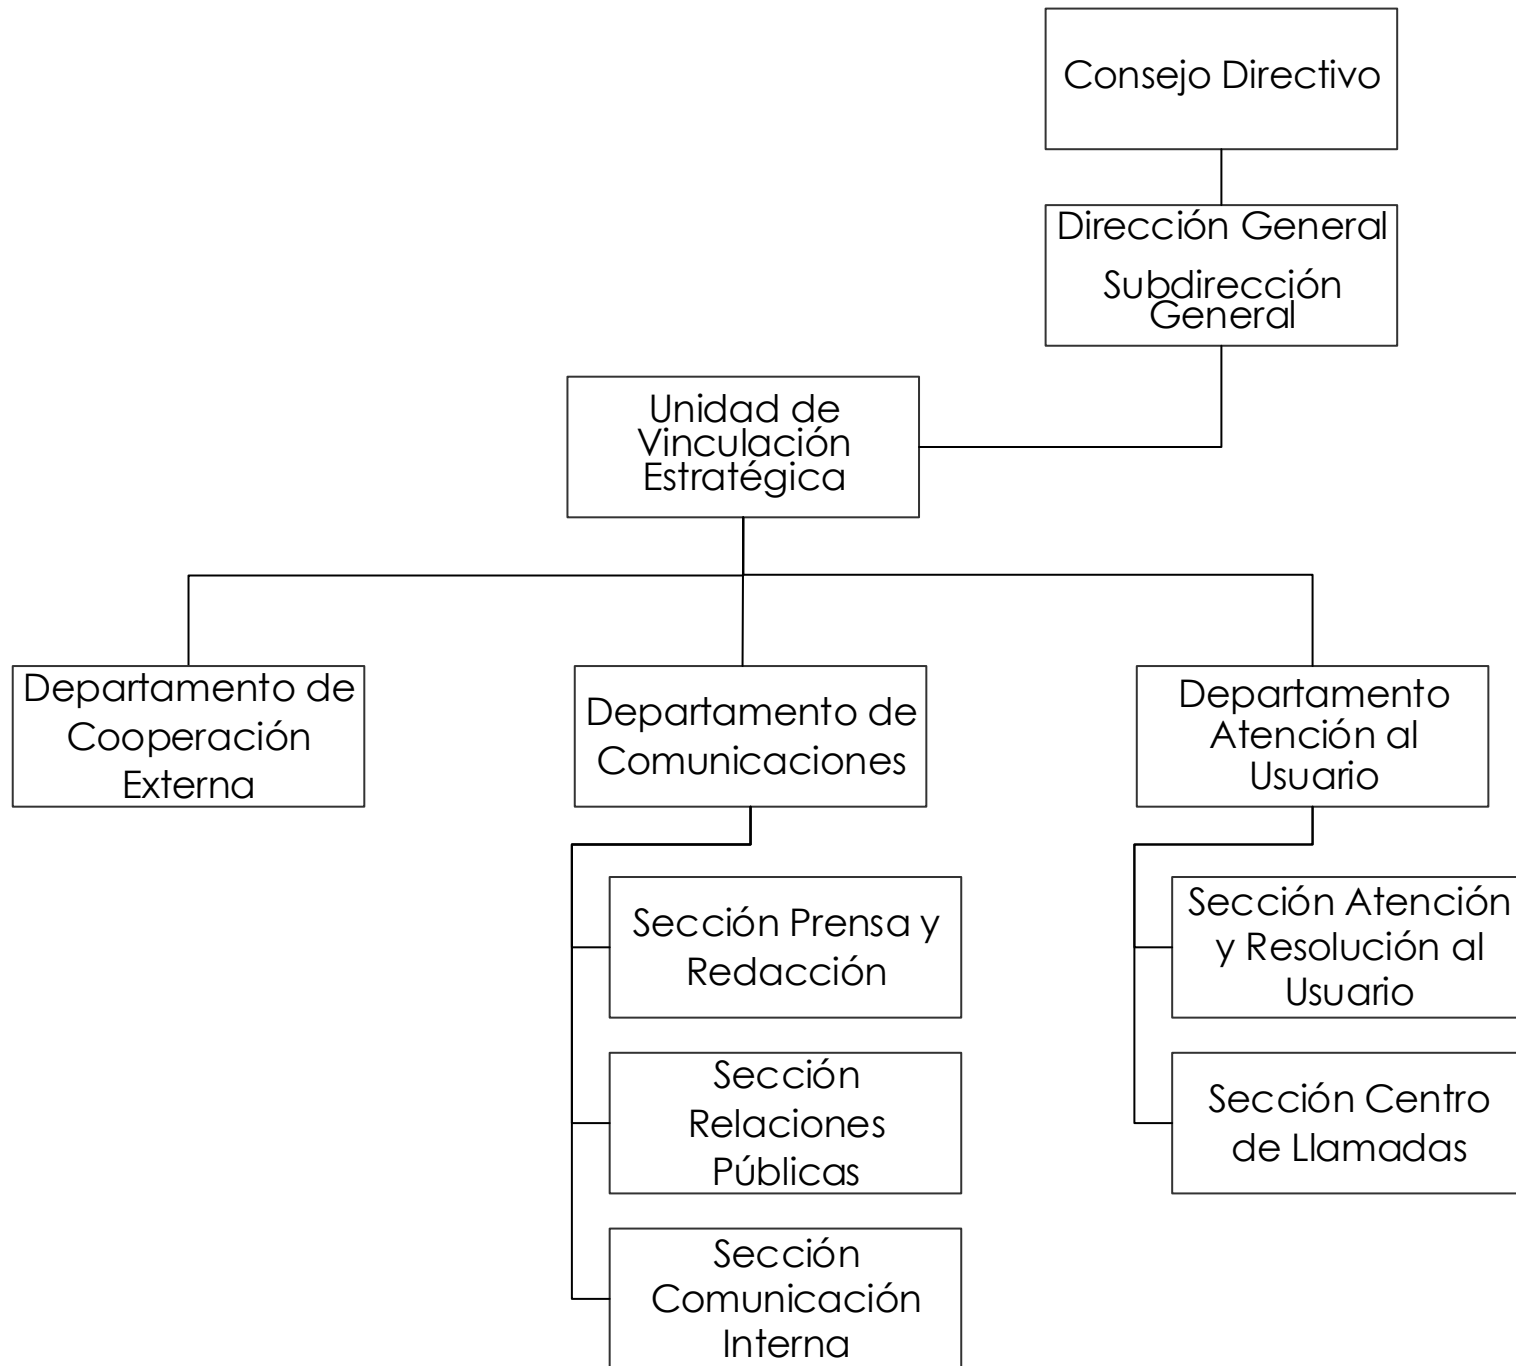 Consejo Directivo
Dirección General
Subdirección
General
Unidad de
Vinculación
Estratégica
Departamento de
Cooperación
Externa
Departamento de
Comunicaciones
Departamento
Atención al
Usuario
Sección Prensa y
Redacción
Sección
Relaciones
Públicas
Sección
Comunicación
Interna
Sección Atención
y Resolución al
Usuario
Sección Centro
de Llamadas